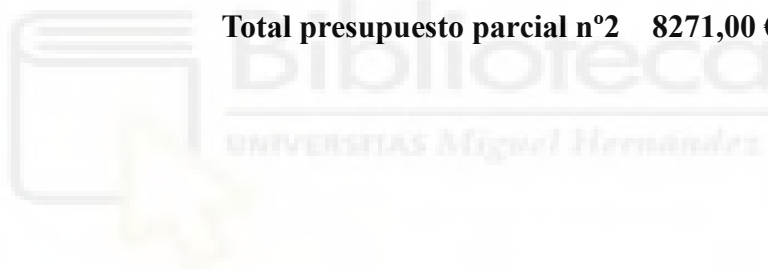 Total presupuesto parcial nº2 8271,00 €
Biblioteca
UNIVERSITAS Miguel Hernández